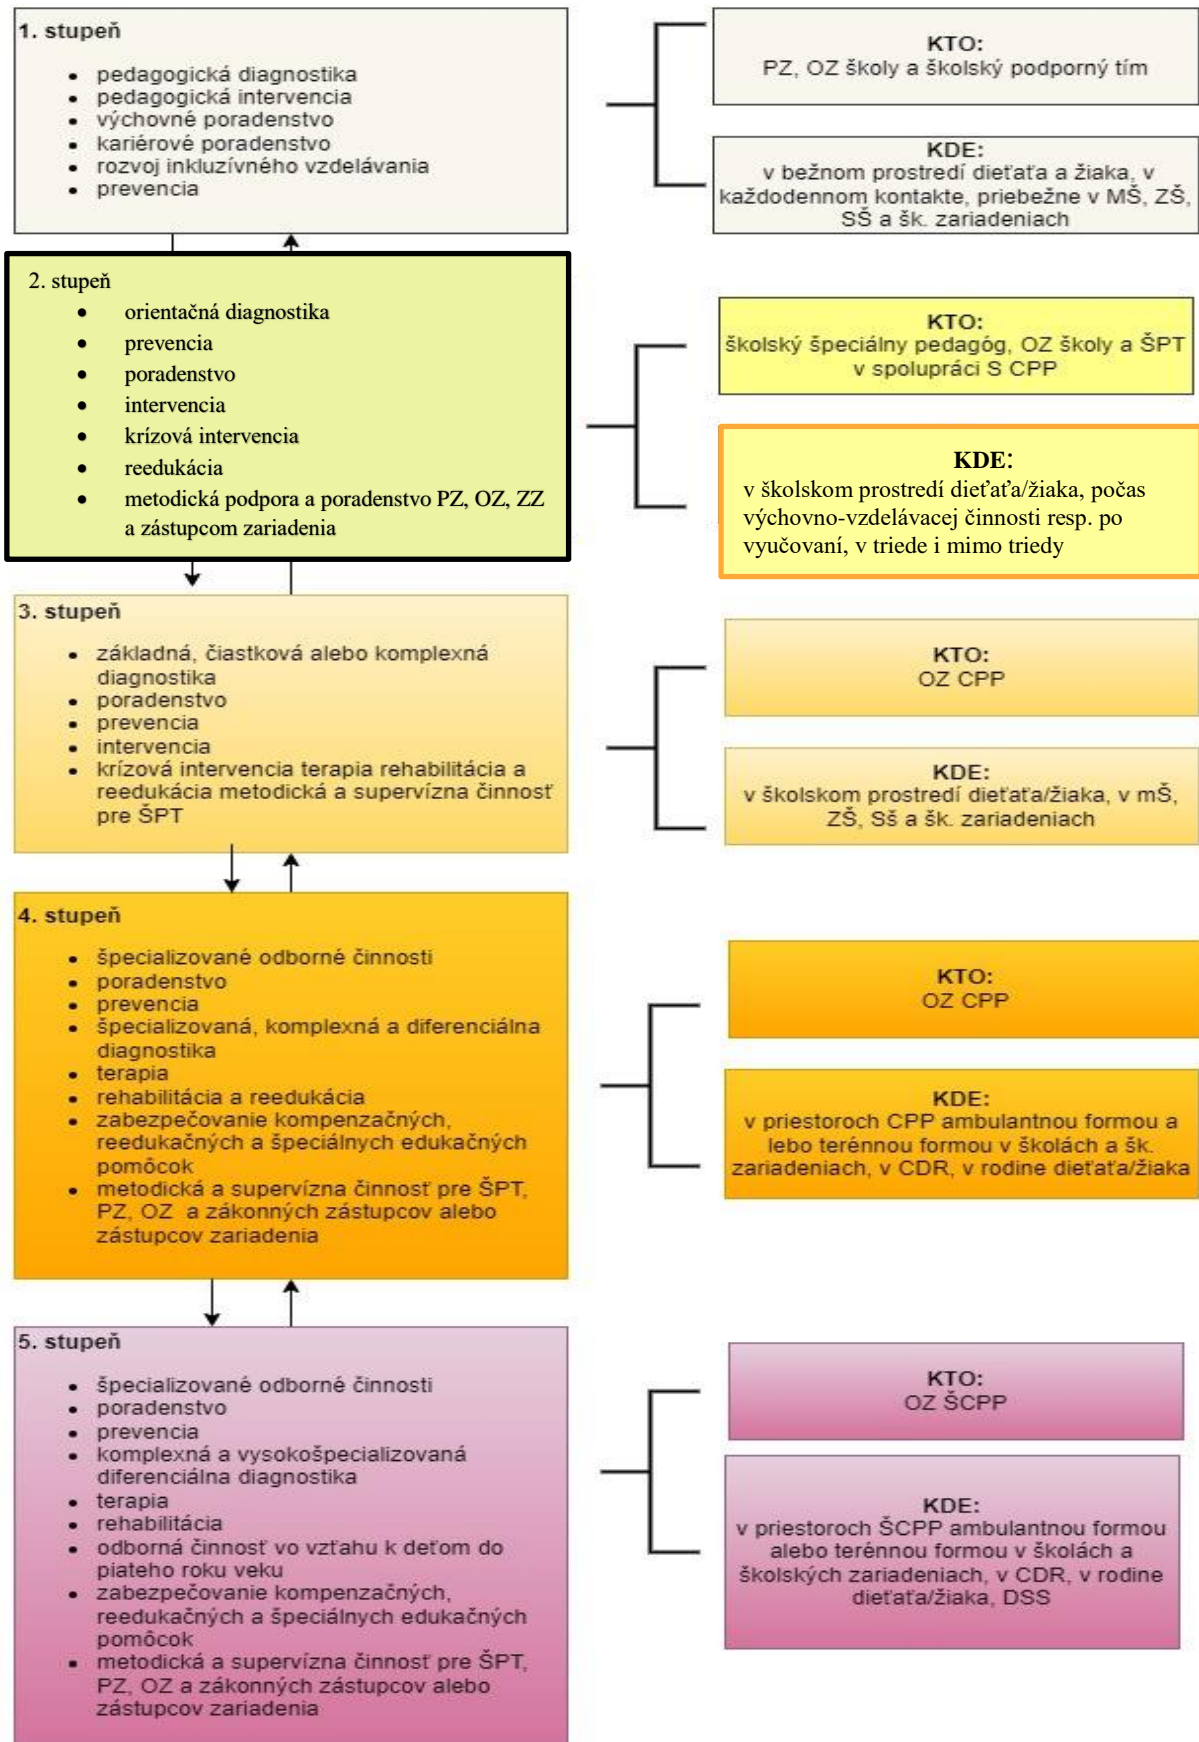 1. stupeň
• pedagogická diagnostika
• pedagogická intervencia
• výchovné poradenstvo
• kariérové poradenstvo
• rozvoj inkluzívného vzdelávania
• prevencia
KTO:
PZ, OZ školy a školský podporný tím
KDE:
v bežnom prostredí dieťaťa a žiaka, v
každodennom kontakte, priebežne v MŠ, ZŠ,
SŠ a šk. zariadeniach
2. stupeň
• orientačná diagnostika
• prevencia
• poradenstvo
• intervencia
• krízová intervencia
• reedukácia
• metodická podpora a poradenstvo PZ, OZ, ZZ
a zástupcom zariadenia
KTO:
školský špeciálny pedagóg, OZ školy a ŠPT
v spolupráci S CPP
KDE:
v školskom prostredí dieťaťa/žiaka, počas
výchovno-vzdelávacej činnosti resp. po
vyučovaní, v triede i mimo triedy
3. stupeň
• základná, čiastková alebo komplexná
diagnostika
• poradenstvo
• prevencia
• intervencia
• krízová intervencia terapia rehabilitácia a
reedukácia metodická a supervízna činnosť
pre ŠPT
KTO:
OZ CPP
KDE:
v školskom prostredí dieťaťa/žiaka, v mŠ,
ZŠ, Sš a šk. zariadeniach
4. stupeň
• špecializované odborné činnosti
• poradenstvo
• prevencia
• špecializovaná, komplexná a diferenciálna
diagnostika
• terapia
• rehabilitácia a reedukácia
• zabezpečovanie kompenzačných,
reedukačných a špeciálnych edukačných
pomôcok
• metodická a supervízna činnosť pre ŠPT,
PZ, OZ a zákonných zástupcov alebo
zástupcov zariadenia
KTO:
OZ CPP
KDE:
v priestoroch CPP ambulantnou formou a
lebo terénnou formou v školách a šk.
zariadeniach, v CDR, v rodine dieťaťa/žiaka
5. stupeň
• špecializované odborné činnosti
• poradenstvo
• prevencia
• komplexná a vysokošpecializovaná
diferenciálna diagnostika
• terapia
• rehabilitácia
• odborná činnosť vo vzťahu k deťom do
piateho roku veku
• zabezpečovanie kompenzačných,
reedukačných a špeciálnych edukačných
pomôcok
• metodická a supervízna činnosť pre ŠPT,
PZ, OZ a zákonných zástupcov alebo
zástupcov zariadenia
KTO:
OZ ŠCPP
KDE:
v priestoroch ŠCPP ambulantnou formou
alebo terénnou formou v školách a
školských zariadeniach, v CDR, v rodine
dieťaťa/žiaka, DSS